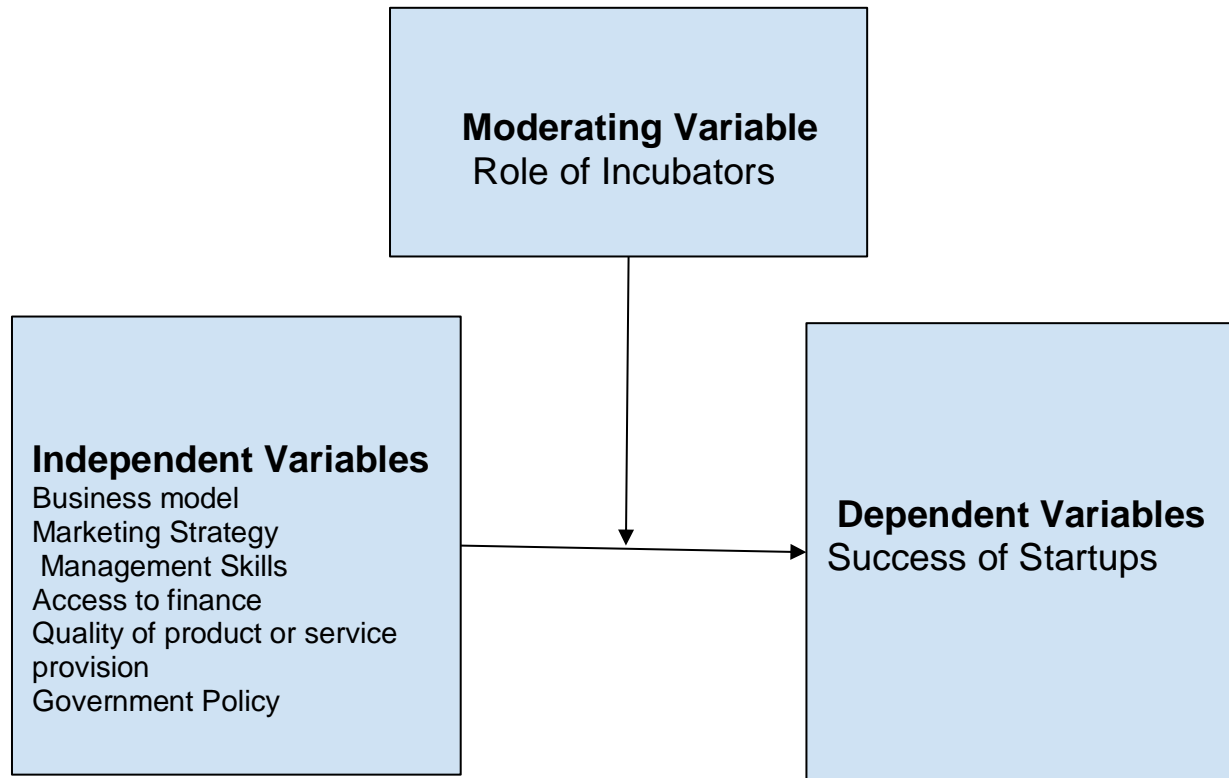 Moderating Variable
Role of Incubators
Independent Variables
Business model
Marketing Strategy
Management Skills
Access to finance
Quality of product or service
provision
Government Policy
Dependent Variables
Success of Startups